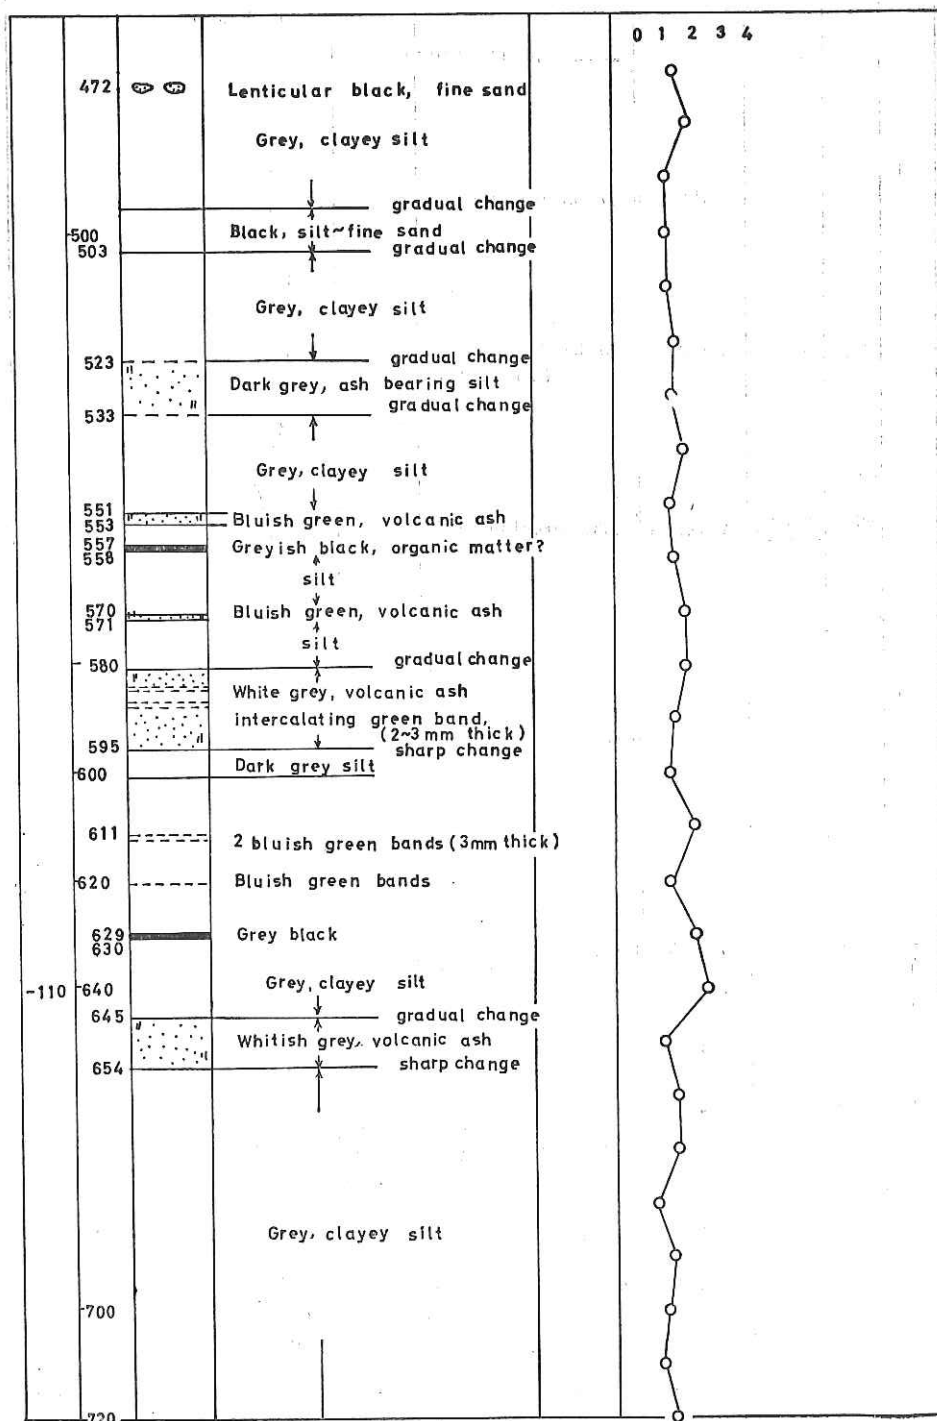 0 1 2 3 4
472 Lenticular black, fine sand
Grey, clayey silt
gradual change
500 Black, silt~fine sand
503 gradual change
Grey, clayey silt
523 gradual change
Dark grey, ash bearing silt
gradual change
533
Grey, clayey silt
551
553 Bluish green, volcanic ash
557 Greyish black, organic matter?
558
silt
570 Bluish green, volcanic ash
571
silt
580 gradual change
White grey, volcanic ash
intercalating green band,
(2~3 mm thick)
595 sharp change
600 Dark grey silt
611 2 bluish green bands (3mm thick)
620 Bluish green bands
629 Grey black
630
Grey, clayey silt
-110 640
645 gradual change
Whitish grey, volcanic ash
654 sharp change
Grey, clayey silt
700
720